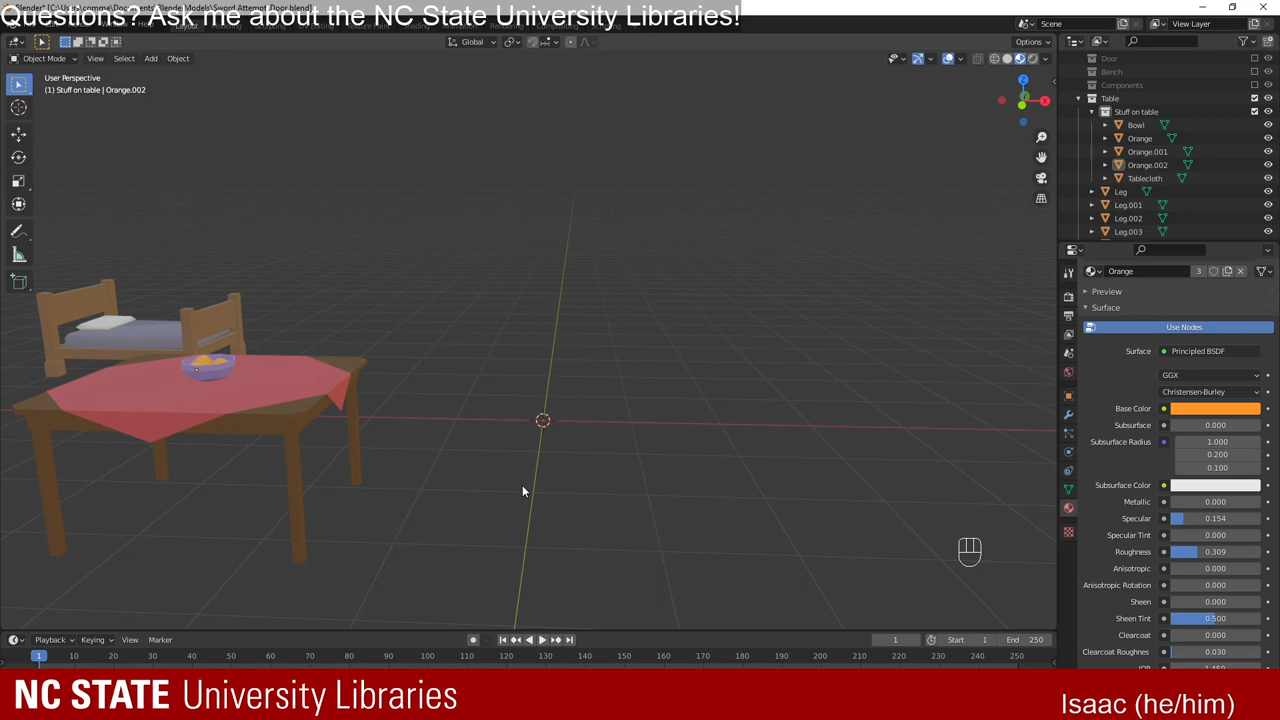 Questions? Ask me about the NC State University Libraries!
Scene
View Layer
Object Mode
View
Select
Add
Object
Global
Options
User Perspective
(1) Stuff on table | Orange.002
Z
X
Door
Bench
Components
Table
Stuff on table
Bowl
Orange
Orange.001
Orange.002
Tablecloth
Leg
Leg.001
Leg.002
Leg.003
Orange
3
Preview
Surface
Use Nodes
Surface
Principled BSDF
GGX
Christensen-Burley
Base Color
Subsurface
0.000
Subsurface Radius
1.000
0.200
0.100
Subsurface Color
Metallic
0.000
Specular
0.154
Specular Tint
0.000
Roughness
0.309
Anisotropic
0.000
Anisotropic Rotation
0.000
Sheen
0.000
Sheen Tint
0.500
Clearcoat
0.000
Clearcoat Roughnes
0.030
Playback
Keying
View
Marker
1
Start 1
End 250
1 10 20 30 40 50 60 70 80 90 100 110 120 130 140 150 160 170 180 190 200 210 220 230 240 250
NC STATE University Libraries
Isaac (he/him)